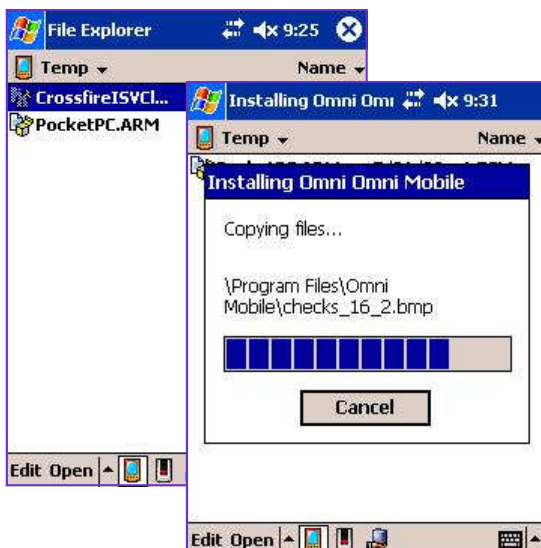 File Explorer 9:25
Temp Name
CrossfireISVCl...
PocketPC.ARM
Edit Open
Installing Omni Omı 9:31
Temp Name
Installing Omni Omni Mobile
Copying files...
\Program Files\Omni
Mobile\checks_16_2.bmp
Cancel
Edit Open